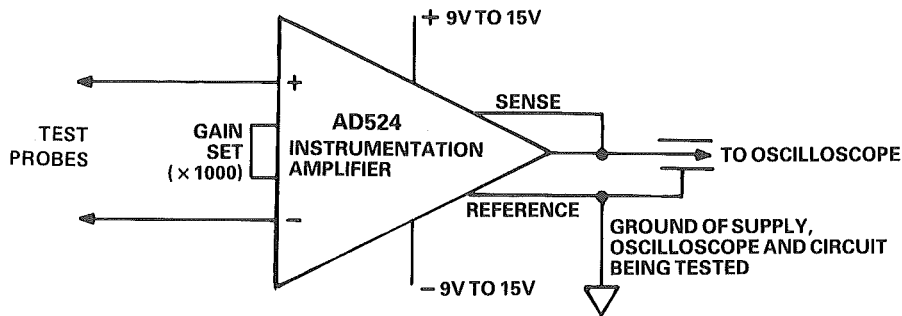 + 9V TO 15V
+
SENSE
TEST
PROBES
GAIN
SET
(× 1000)
AD524
INSTRUMENTATION
AMPLIFIER
TO OSCILLOSCOPE
−
REFERENCE
GROUND OF SUPPLY,
OSCILLOSCOPE AND CIRCUIT
BEING TESTED
− 9V TO 15V